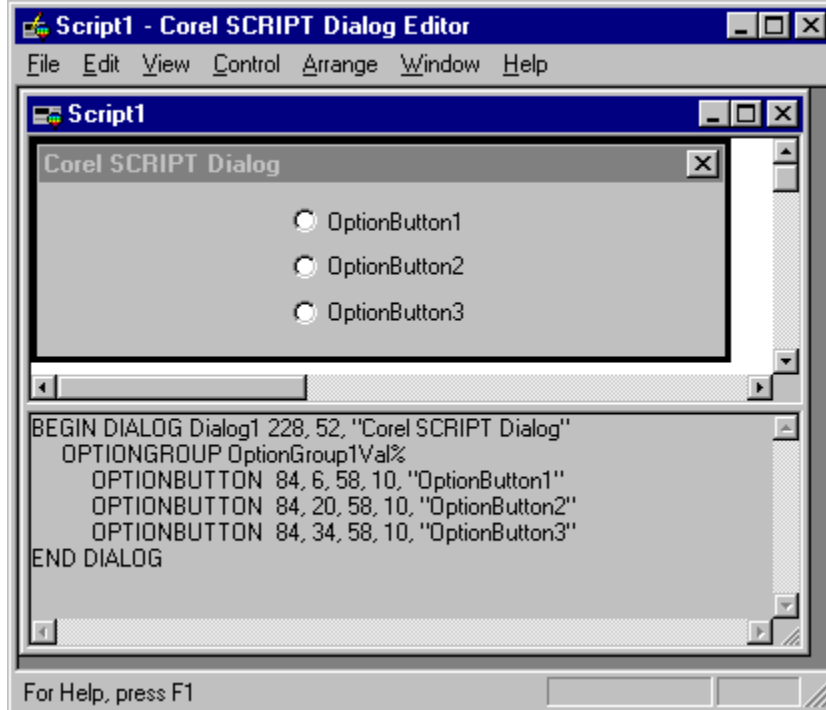 Script1 - Corel SCRIPT Dialog Editor
File Edit View Control Arrange Window Help
Script1
Corel SCRIPT Dialog
OptionButton1
OptionButton2
OptionButton3
BEGIN DIALOG Dialog1 228, 52, "Corel SCRIPT Dialog"
OPTIONGROUP OptionGroup1Val%
OPTIONBUTTON 84, 6, 58, 10, "OptionButton1"
OPTIONBUTTON 84, 20, 58, 10, "OptionButton2"
OPTIONBUTTON 84, 34, 58, 10, "OptionButton3"
END DIALOG
For Help, press F1